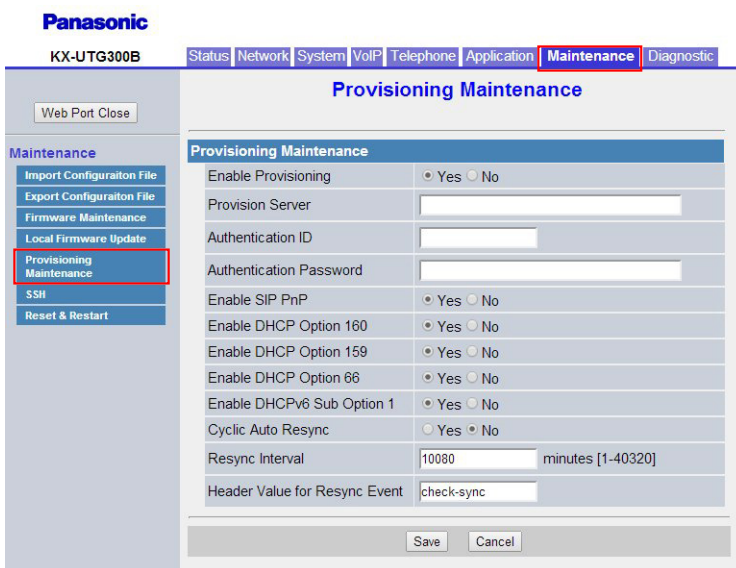 Panasonic
KX-UTG300B
Status Network System VoIP Telephone Application Maintenance Diagnostic
Web Port Close
Maintenance
Import Configuraiton File
Export Configuraiton File
Firmware Maintenance
Local Firmware Update
Provisioning
Maintenance
SSH
Reset & Restart
Provisioning Maintenance
Provisioning Maintenance
Enable Provisioning Yes No
Provision Server
Authentication ID
Authentication Password
Enable SIP PnP Yes No
Enable DHCP Option 160 Yes No
Enable DHCP Option 159 Yes No
Enable DHCP Option 66 Yes No
Enable DHCPv6 Sub Option 1 Yes No
Cyclic Auto Resync Yes No
Resync Interval 10080 minutes [1-40320]
Header Value for Resync Event check-sync
Save Cancel